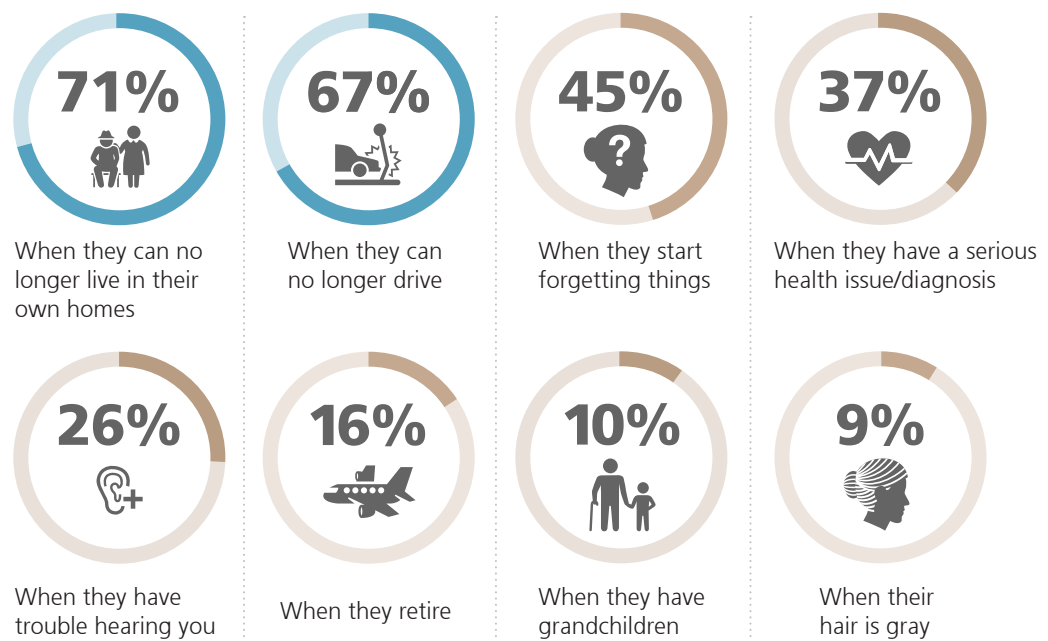 71%
When they can no
longer live in their
own homes
67%
When they can
no longer drive
45%
?
When they start
forgetting things
37%
When they have a serious
health issue/diagnosis
26%
When they have
trouble hearing you
16%
When they retire
10%
When they have
grandchildren
9%
When their
hair is gray